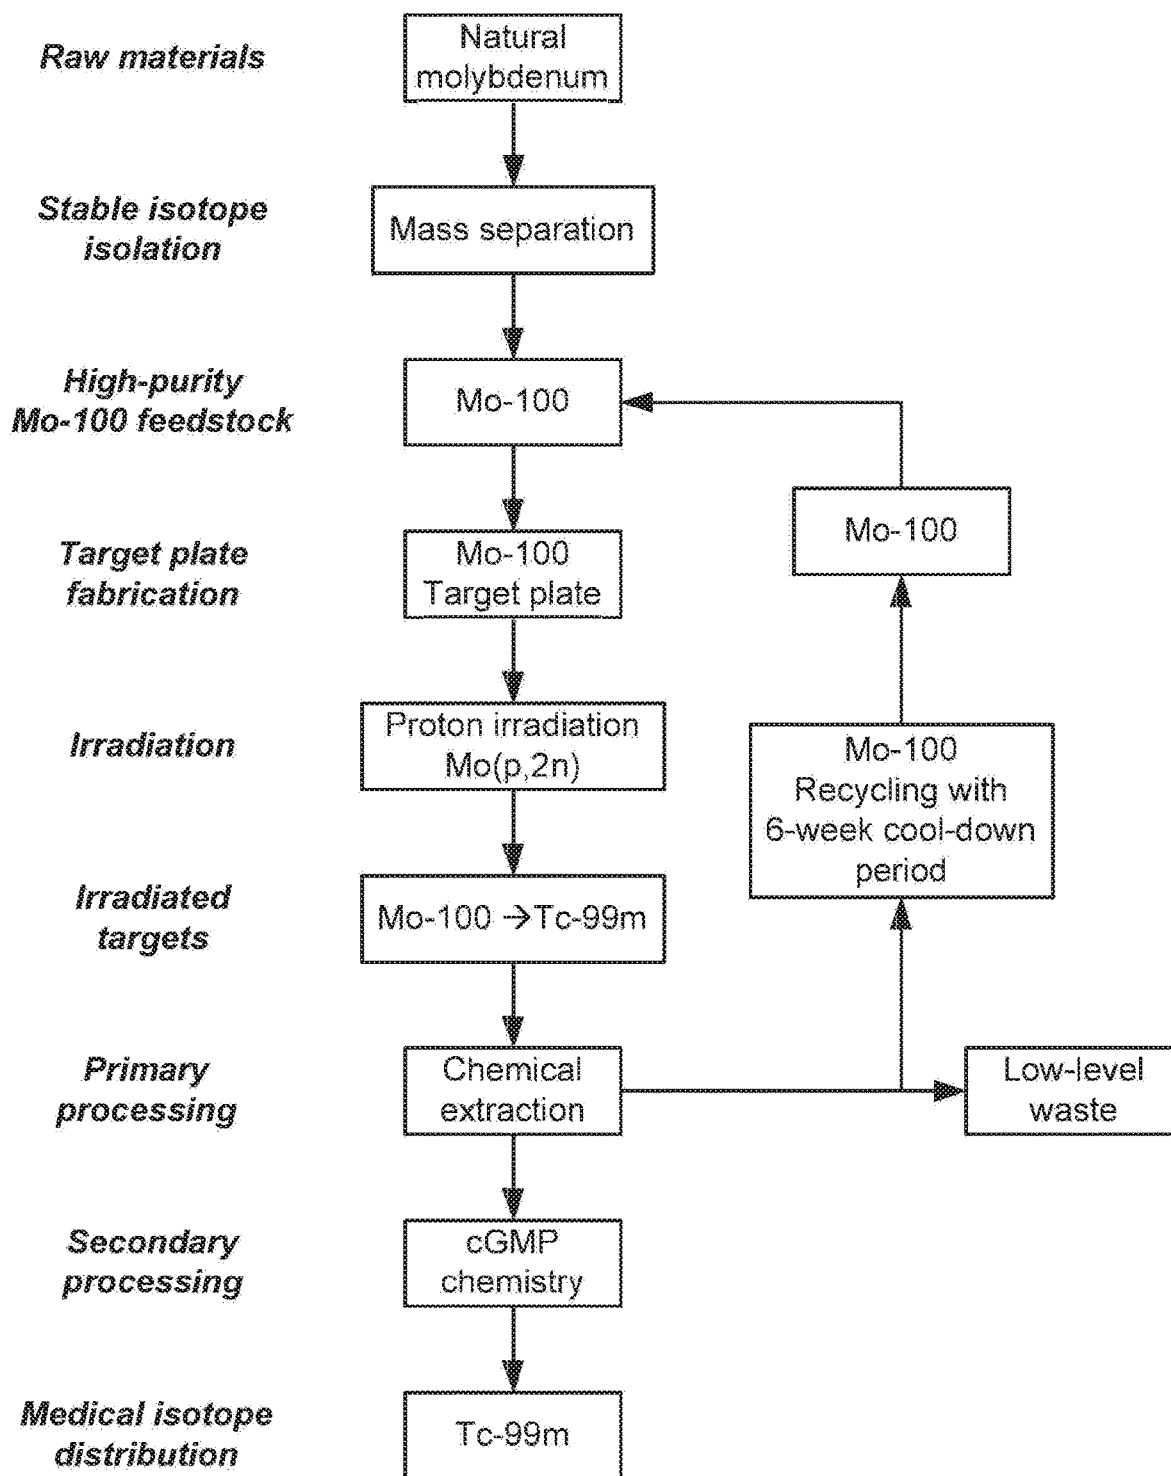 Raw materials
Natural
molybdenum
Stable isotope
isolation
Mass separation
High-purity
Mo-100 feedstock
Mo-100
Mo-100
Target plate
fabrication
Mo-100
Target plate
Irradiation
Proton irradiation
Mo(p,2n)
Mo-100
Recycling with
6-week cool-down
period
Irradiated
targets
Mo-100 →Tc-99m
Primary
processing
Chemical
extraction
Low-level
waste
Secondary
processing
cGMP
chemistry
Medical isotope
distribution
Tc-99m